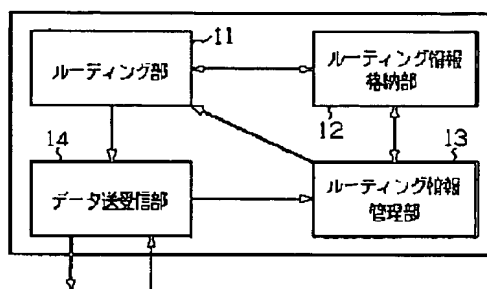 11
ルーティング部
ルーティング情報
格納部
12
14
13
データ送受信部
ルーティング情報
管理部